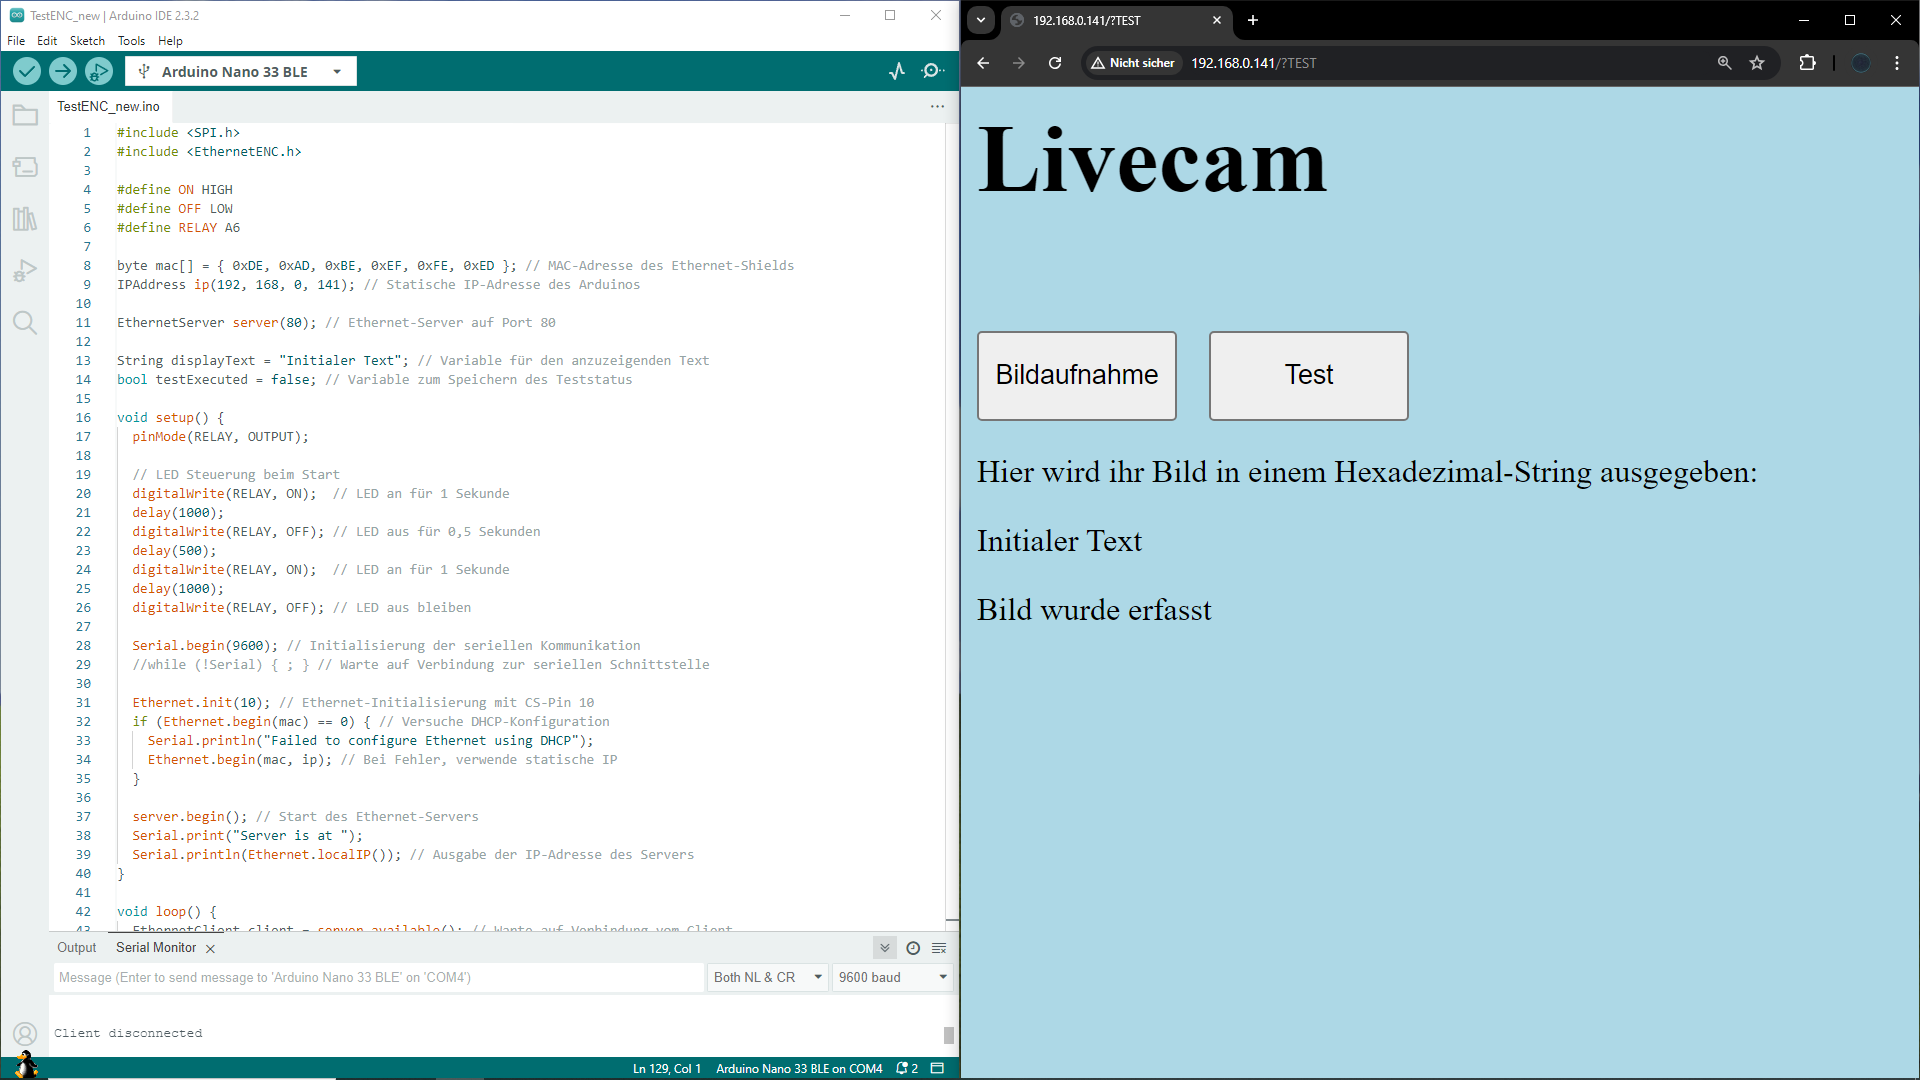 TestENC_new | Arduino IDE 2.3.2
File Edit Sketch Tools Help
Arduino Nano 33 BLE
TestENC_new.ino
1 #include <SPI.h>
2 #include <EthernetENC.h>
3
4 #define ON HIGH
5 #define OFF LOW
6 #define RELAY A6
7
8 byte mac[] = { 0xDE, 0xAD, 0xBE, 0xEF, 0xFE, 0xED }; // MAC-Adresse des Ethernet-Shields
9 IPAddress ip(192, 168, 0, 141); // Statische IP-Adresse des Arduinos
10
11 EthernetServer server(80); // Ethernet-Server auf Port 80
12
13 String displayText = "Initialer Text"; // Variable für den anzuzeigenden Text
14 bool testExecuted = false; // Variable zum Speichern des Teststatus
15
16 void setup() {
17 pinMode(RELAY, OUTPUT);
18
19 // LED Steuerung beim Start
20 digitalWrite(RELAY, ON); // LED an für 1 Sekunde
21 delay(1000);
22 digitalWrite(RELAY, OFF); // LED aus für 0,5 Sekunden
23 delay(500);
24 digitalWrite(RELAY, ON); // LED an für 1 Sekunde
25 delay(1000);
26 digitalWrite(RELAY, OFF); // LED aus bleiben
27
28 Serial.begin(9600); // Initialisierung der seriellen Kommunikation
29 //while (!Serial) { ; } // Warte auf Verbindung zur seriellen Schnittstelle
30
31 Ethernet.init(10); // Ethernet-Initialisierung mit CS-Pin 10
32 if (Ethernet.begin(mac) == 0) { // Versuche DHCP-Konfiguration
33 Serial.println("Failed to configure Ethernet using DHCP");
34 Ethernet.begin(mac, ip); // Bei Fehler, verwende statische IP
35 }
36
37 server.begin(); // Start des Ethernet-Servers
38 Serial.print("Server is at ");
39 Serial.println(Ethernet.localIP()); // Ausgabe der IP-Adresse des Servers
40 }
41
42 void loop() {
43 EthernetClient client = server.available(); // Warte auf Verbindung vom Client
Output Serial Monitor
Message (Enter to send message to 'Arduino Nano 33 BLE' on 'COM4')
Both NL & CR
9600 baud
Client disconnected
Ln 129, Col 1 Arduino Nano 33 BLE on COM4 2
192.168.0.141/?TEST
Nicht sicher 192.168.0.141/?TEST
Livecam
Bildaufnahme Test
Hier wird ihr Bild in einem Hexadezimal-String ausgegeben:
Initialer Text
Bild wurde erfasst